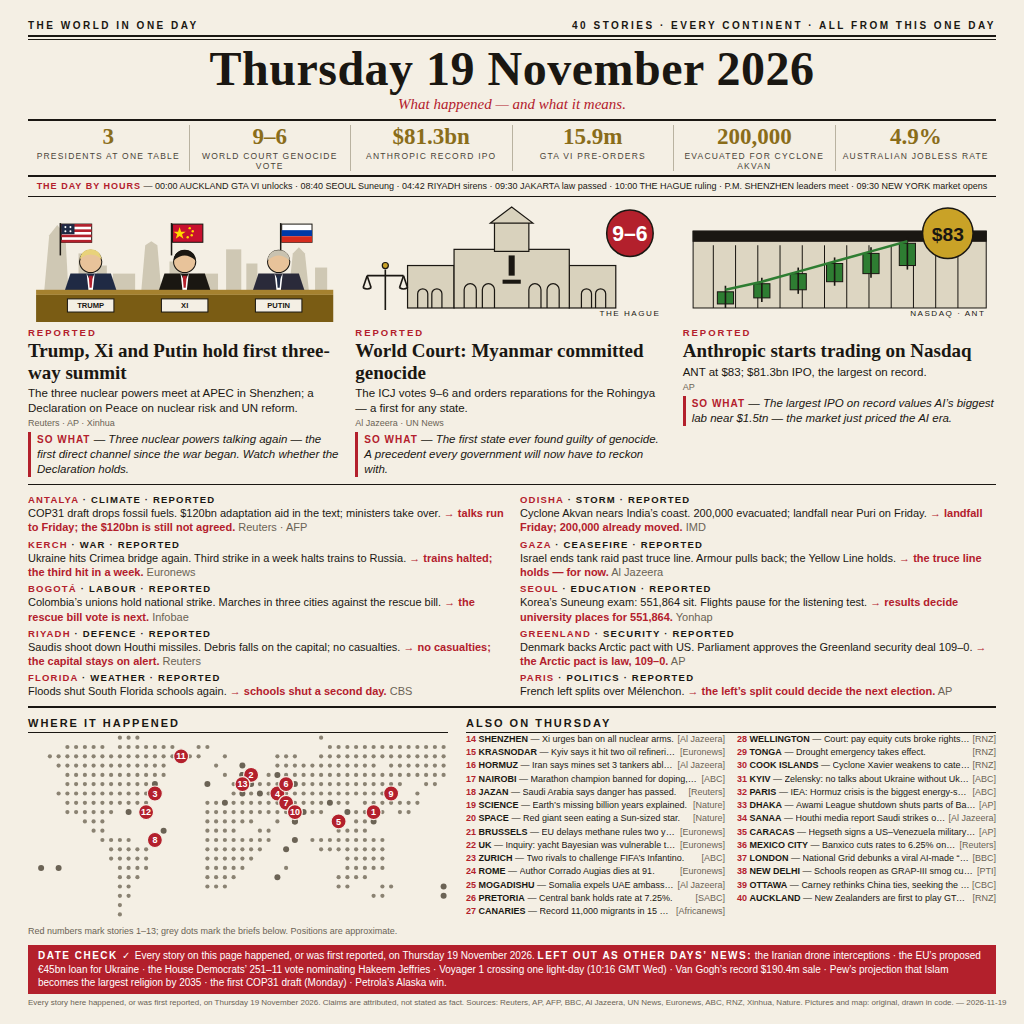 THE WORLD IN ONE DAY
40 STORIES · EVERY CONTINENT · ALL FROM THIS ONE DAY
Thursday 19 November 2026
What happened — and what it means.
3
PRESIDENTS AT ONE TABLE
9–6
WORLD COURT GENOCIDE
VOTE
$81.3bn
ANTHROPIC RECORD IPO
15.9m
GTA VI PRE-ORDERS
200,000
EVACUATED FOR CYCLONE
AKVAN
4.9%
AUSTRALIAN JOBLESS RATE
THE DAY BY HOURS — 00:00 AUCKLAND GTA VI unlocks · 08:40 SEOUL Suneung · 04:42 RIYADH sirens · 09:30 JAKARTA law passed · 10:00 THE HAGUE ruling · P.M. SHENZHEN leaders meet · 09:30 NEW YORK market opens
TRUMP
XI
PUTIN
9–6
THE HAGUE
$83
NASDAQ · ANT
REPORTED
Trump, Xi and Putin hold first three-
way summit
The three nuclear powers meet at APEC in Shenzhen; a
Declaration on Peace on nuclear risk and UN reform.
Reuters · AP · Xinhua
SO WHAT — Three nuclear powers talking again — the
first direct channel since the war began. Watch whether the
Declaration holds.
REPORTED
World Court: Myanmar committed
genocide
The ICJ votes 9–6 and orders reparations for the Rohingya
— a first for any state.
Al Jazeera · UN News
SO WHAT — The first state ever found guilty of genocide.
A precedent every government will now have to reckon
with.
REPORTED
Anthropic starts trading on Nasdaq
ANT at $83; $81.3bn IPO, the largest on record.
AP
SO WHAT — The largest IPO on record values AI's biggest
lab near $1.5tn — the market just priced the AI era.
ANTALYA · CLIMATE · REPORTED
COP31 draft drops fossil fuels. $120bn adaptation aid in the text; ministers take over. → talks run
to Friday; the $120bn is still not agreed. Reuters · AFP
KERCH · WAR · REPORTED
Ukraine hits Crimea bridge again. Third strike in a week halts trains to Russia. → trains halted;
the third hit in a week. Euronews
BOGOTÁ · LABOUR · REPORTED
Colombia's unions hold national strike. Marches in three cities against the rescue bill. → the
rescue bill vote is next. Infobae
RIYADH · DEFENCE · REPORTED
Saudis shoot down Houthi missiles. Debris falls on the capital; no casualties. → no casualties;
the capital stays on alert. Reuters
FLORIDA · WEATHER · REPORTED
Floods shut South Florida schools again. → schools shut a second day. CBS
ODISHA · STORM · REPORTED
Cyclone Akvan nears India's coast. 200,000 evacuated; landfall near Puri on Friday. → landfall
Friday; 200,000 already moved. IMD
GAZA · CEASEFIRE · REPORTED
Israel ends tank raid past truce line. Armour pulls back; the Yellow Line holds. → the truce line
holds — for now. Al Jazeera
SEOUL · EDUCATION · REPORTED
Korea's Suneung exam: 551,864 sit. Flights pause for the listening test. → results decide
university places for 551,864. Yonhap
GREENLAND · SECURITY · REPORTED
Denmark backs Arctic pact with US. Parliament approves the Greenland security deal 109–0. →
the Arctic pact is law, 109–0. AP
PARIS · POLITICS · REPORTED
French left splits over Mélenchon. → the left's split could decide the next election. AP
WHERE IT HAPPENED
11
2
13
6
3
4
9
7
12
10
1
5
8
Red numbers mark stories 1–13; grey dots mark the briefs below. Positions are approximate.
ALSO ON THURSDAY
14 SHENZHEN — Xi urges ban on all nuclear arms. [Al Jazeera]
15 KRASNODAR — Kyiv says it hit two oil refineri… [Euronews]
16 HORMUZ — Iran says mines set 3 tankers abl… [Al Jazeera]
17 NAIROBI — Marathon champion banned for doping,… [ABC]
18 JAZAN — Saudi Arabia says danger has passed. [Reuters]
19 SCIENCE — Earth's missing billion years explained. [Nature]
20 SPACE — Red giant seen eating a Sun-sized star. [Nature]
21 BRUSSELS — EU delays methane rules two y… [Euronews]
22 UK — Inquiry: yacht Bayesian was vulnerable t… [Euronews]
23 ZURICH — Two rivals to challenge FIFA's Infantino. [ABC]
24 ROME — Author Corrado Augias dies at 91. [Euronews]
25 MOGADISHU — Somalia expels UAE ambass… [Al Jazeera]
26 PRETORIA — Central bank holds rate at 7.25%. [SABC]
27 CANARIES — Record 11,000 migrants in 15 … [Africanews]
28 WELLINGTON — Court: pay equity cuts broke rights… [RNZ]
29 TONGA — Drought emergency takes effect. [RNZ]
30 COOK ISLANDS — Cyclone Xavier weakens to cate… [RNZ]
31 KYIV — Zelensky: no talks about Ukraine without Uk… [ABC]
32 PARIS — IEA: Hormuz crisis is the biggest energy-s… [ABC]
33 DHAKA — Awami League shutdown shuts parts of Ba… [AP]
34 SANAA — Houthi media report Saudi strikes o… [Al Jazeera]
35 CARACAS — Hegseth signs a US–Venezuela military… [AP]
36 MEXICO CITY — Banxico cuts rates to 6.25% on… [Reuters]
37 LONDON — National Grid debunks a viral AI-made "… [BBC]
38 NEW DELHI — Schools reopen as GRAP-III smog cu… [PTI]
39 OTTAWA — Carney rethinks China ties, seeking the … [CBC]
40 AUCKLAND — New Zealanders are first to play GT… [RNZ]
DATE CHECK ✓ Every story on this page happened, or was first reported, on Thursday 19 November 2026. LEFT OUT AS OTHER DAYS' NEWS: the Iranian drone interceptions · the EU's proposed
€45bn loan for Ukraine · the House Democrats' 251–11 vote nominating Hakeem Jeffries · Voyager 1 crossing one light-day (10:16 GMT Wed) · Van Gogh's record $190.4m sale · Pew's projection that Islam
becomes the largest religion by 2035 · the first COP31 draft (Monday) · Petrola's Alaska win.
Every story here happened, or was first reported, on Thursday 19 November 2026. Claims are attributed, not stated as fact. Sources: Reuters, AP, AFP, BBC, Al Jazeera, UN News, Euronews, ABC, RNZ, Xinhua, Nature. Pictures and map: original, drawn in code. — 2026-11-19